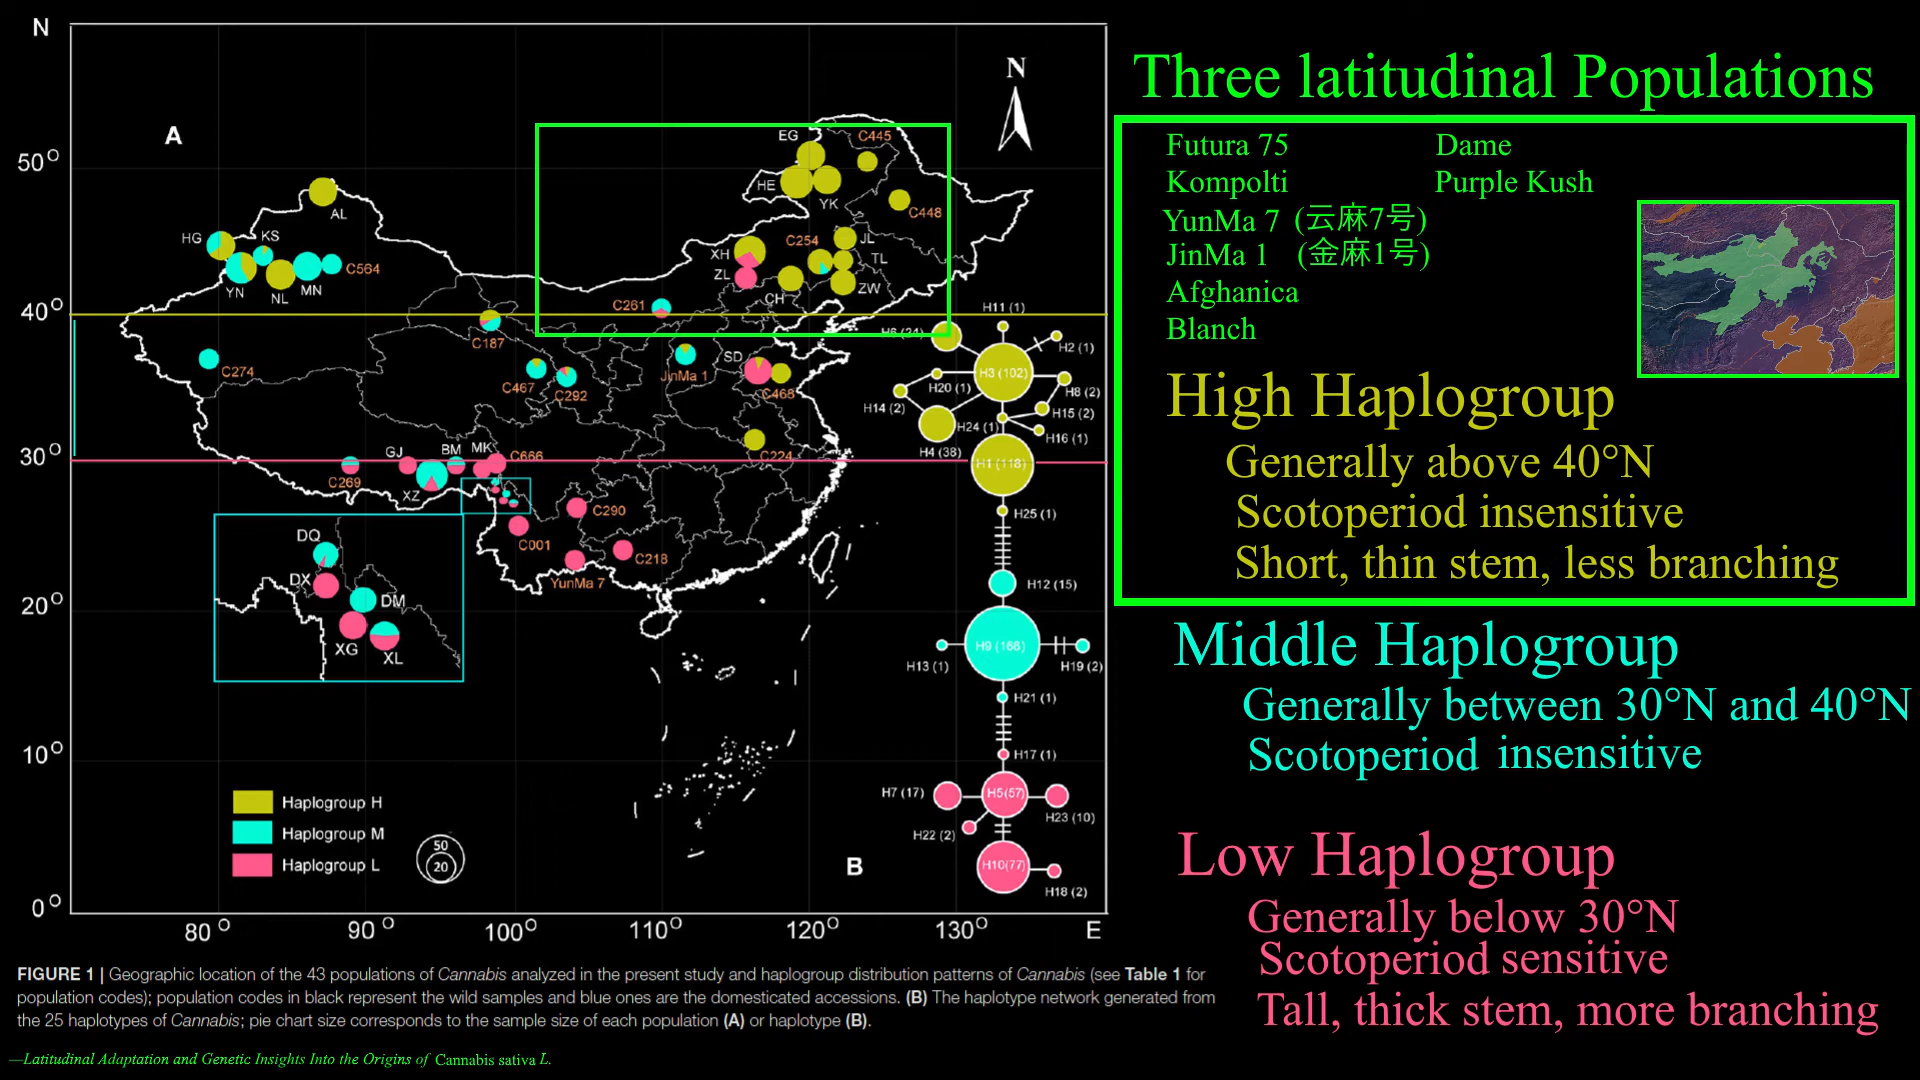 N
50°
40°
30°
20°
10°
0°
80°
90°
100°
110°
120°
130°
E
A
N
EG
C445
HE
YK
C448
AL
HG
KS
C564
YN
NL
MN
XH
C254
JL
TL
ZL
CH
ZW
C261
C187
C274
C467
C292
JinMa 1
SD
C468
C224
GJ
BM
MK
C666
C269
XZ
C290
C001
C218
YunMa 7
DQ
DX
DM
XG
XL
Haplogroup H
Haplogroup M
Haplogroup L
50
20
B
H11 (1)
H6 (24)
H2 (1)
H3 (102)
H20 (1)
H8 (2)
H14 (2)
H15 (2)
H24 (1)
H16 (1)
H4 (38)
H1 (118)
H25 (1)
H12 (15)
H9 (166)
H13 (1)
H19 (2)
H21 (1)
H17 (1)
H7 (17)
H5(57)
H23 (10)
H22 (2)
H10(77)
H18 (2)
FIGURE 1 | Geographic location of the 43 populations of Cannabis analyzed in the present study and haplogroup distribution patterns of Cannabis (see Table 1 for
population codes); population codes in black represent the wild samples and blue ones are the domesticated accessions. (B) The haplotype network generated from
the 25 haplotypes of Cannabis; pie chart size corresponds to the sample size of each population (A) or haplotype (B).
—Latitudinal Adaptation and Genetic Insights Into the Origins of Cannabis sativa L.
Three latitudinal Populations
Futura 75
Dame
Kompolti
Purple Kush
YunMa 7 (云麻7号)
JinMa 1 (金麻1号)
Afghanica
Blanch
High Haplogroup
Generally above 40°N
Scotoperiod insensitive
Short, thin stem, less branching
Middle Haplogroup
Generally between 30°N and 40°N
Scotoperiod insensitive
Low Haplogroup
Generally below 30°N
Scotoperiod sensitive
Tall, thick stem, more branching